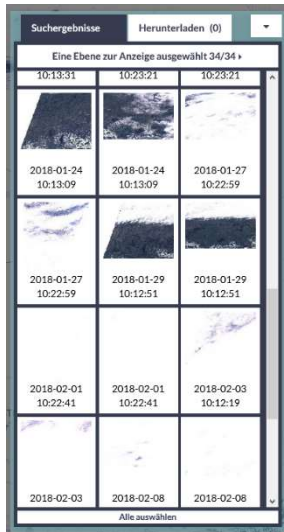 Suchergebnisse Herunterladen (0)
Eine Ebene zur Anzeige ausgewählt 34/34
10:13:31 10:23:21 10:23:21
2018-01-24 2018-01-24 2018-01-27
10:13:09 10:13:09 10:22:59
2018-01-27 2018-01-29 2018-01-29
10:22:59 10:12:51 10:12:51
2018-02-01 2018-02-01 2018-02-03
10:22:41 10:22:41 10:12:19
2018-02-03 2018-02-08 2018-02-08
Alle auswählen